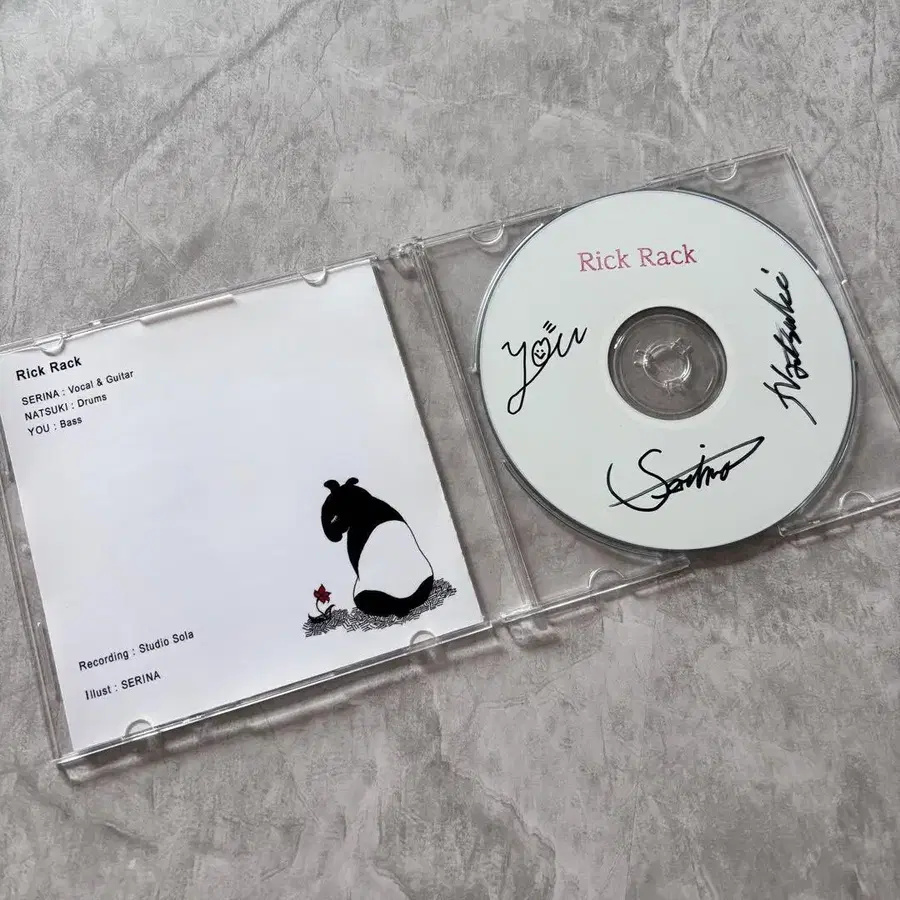 Rick Rack
SERINA : Vocal & Guitar
NATSUKI : Drums
YOU : Bass
Recording : Studio Sola
Illust : SERINA
Rick Rack
YOU
Natsuki
Serina